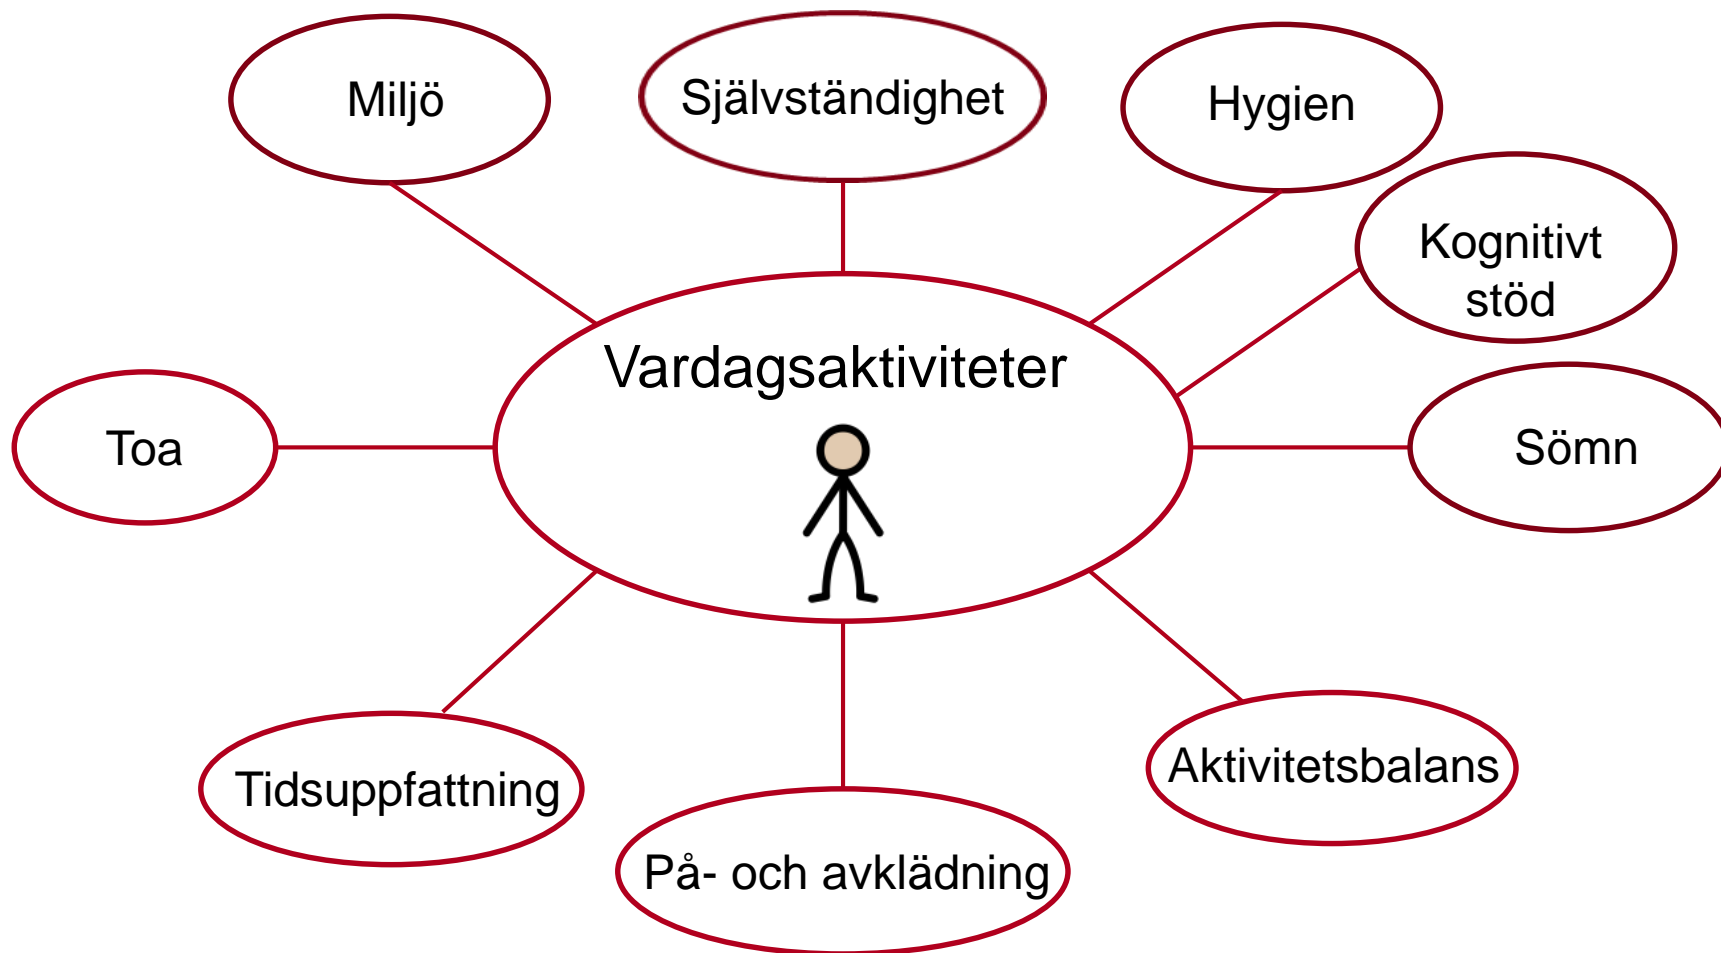 Miljö
Självständighet
Hygien
Kognitivt
stöd
Vardagsaktiviteter
Toa
Sömn
Tidsuppfattning
På- och avklädning
Aktivitetsbalans